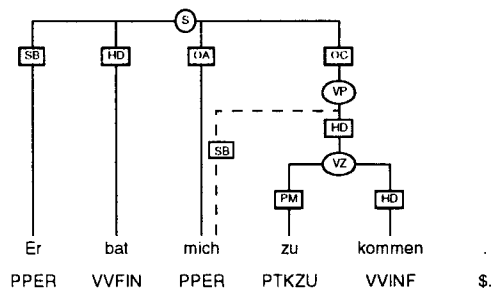 S
SB HD OA OC
VP
HD
SB
VZ
PM HD
Er bat mich zu kommen .
PPER VVFIN PPER PTKZU VVINF $.